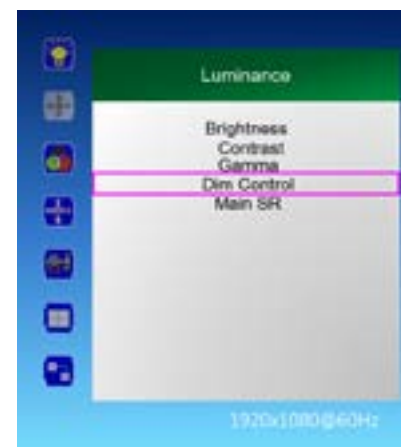 Luminance
Brightness
Contrast
Gamma
Dim Control
Main SR
1920x1080@60Hz